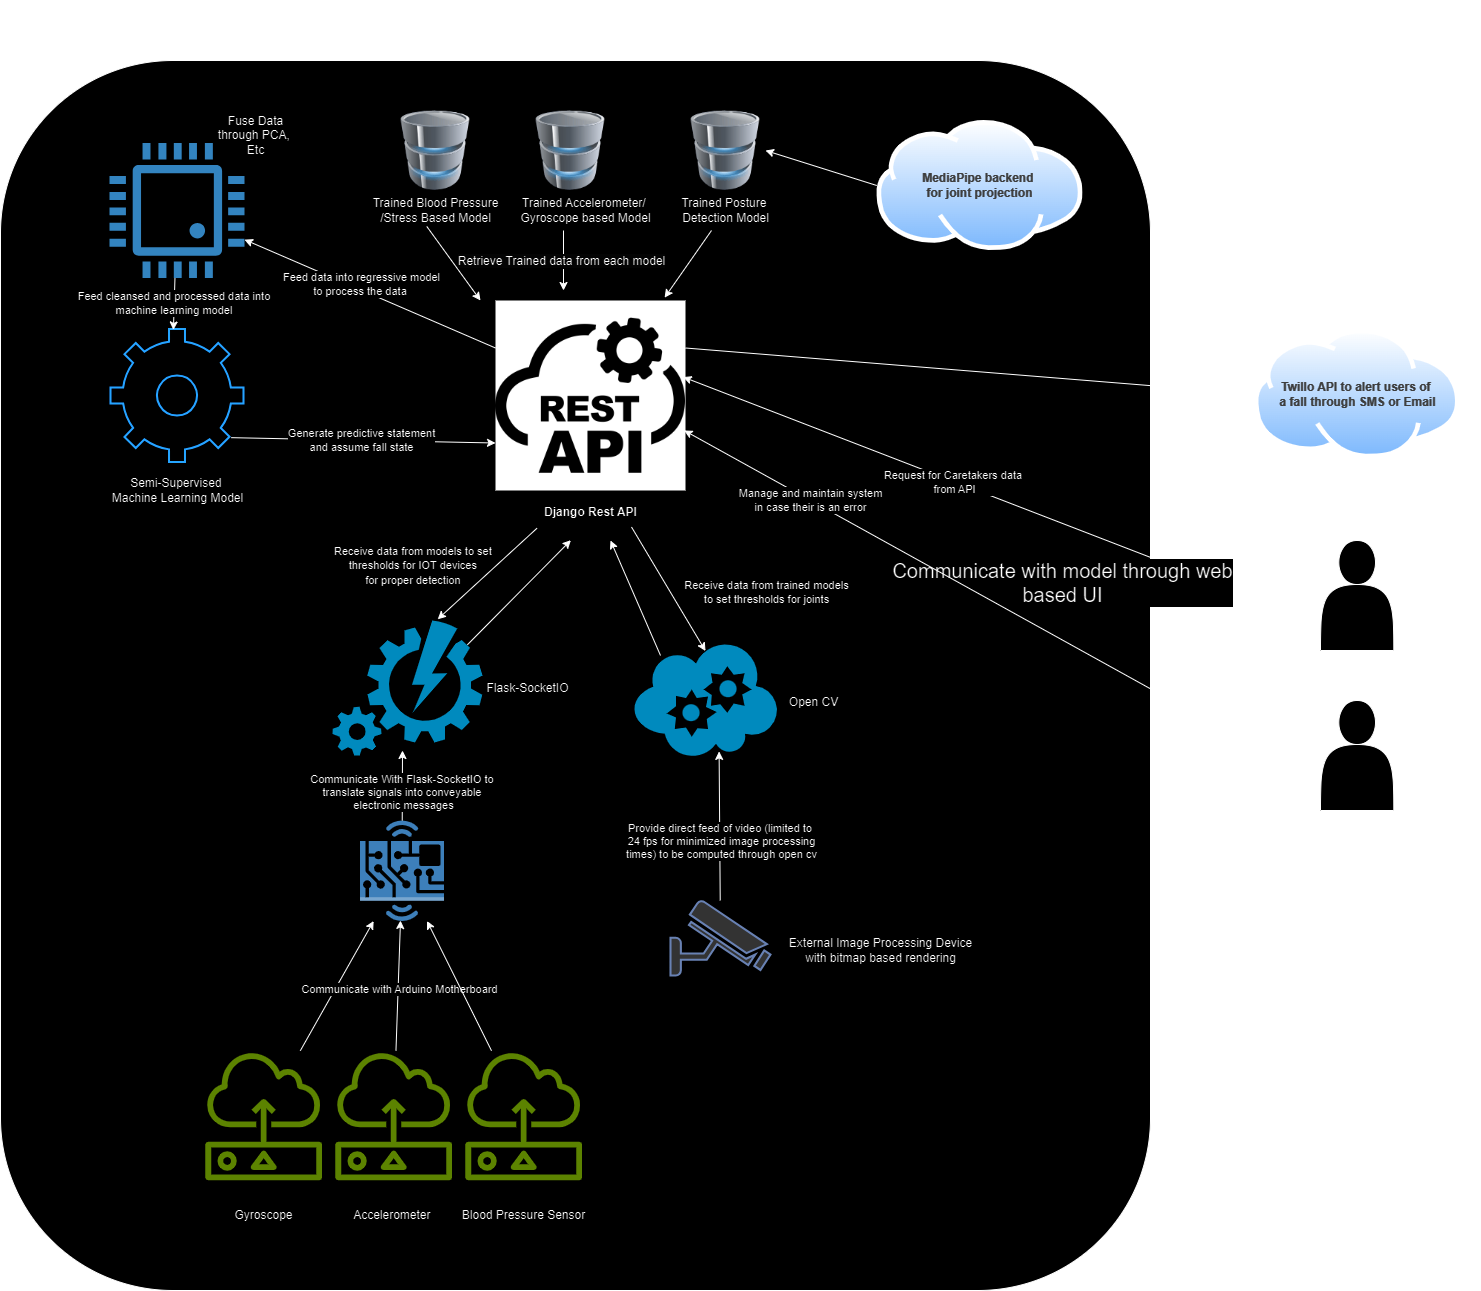 Fuse Data
through PCA,
Etc
Trained Blood Pressure
/Stress Based Model
Trained Accelerometer/
Gyroscope based Model
Trained Posture
Detection Model
MediaPipe backend
for joint projection
Retrieve Trained data from each model
Feed data into regressive model
to process the data
Feed cleansed and processed data into
machine learning model
REST
API
Twillo API to alert users of
a fall through SMS or Email
Generate predictive statement
and assume fall state
Semi-Supervised
Machine Learning Model
Request for Caretakers data
from API
Manage and maintain system
in case their is an error
Django Rest API
Receive data from models to set
thresholds for IOT devices
for proper detection
Communicate with model through web
based UI
Receive data from trained models
to set thresholds for joints
Flask-SocketIO
Open CV
Communicate With Flask-SocketIO to
translate signals into conveyable
electronic messages
Provide direct feed of video (limited to
24 fps for minimized image processing
times) to be computed through open cv
External Image Processing Device
with bitmap based rendering
Communicate with Arduino Motherboard
Gyroscope
Accelerometer
Blood Pressure Sensor